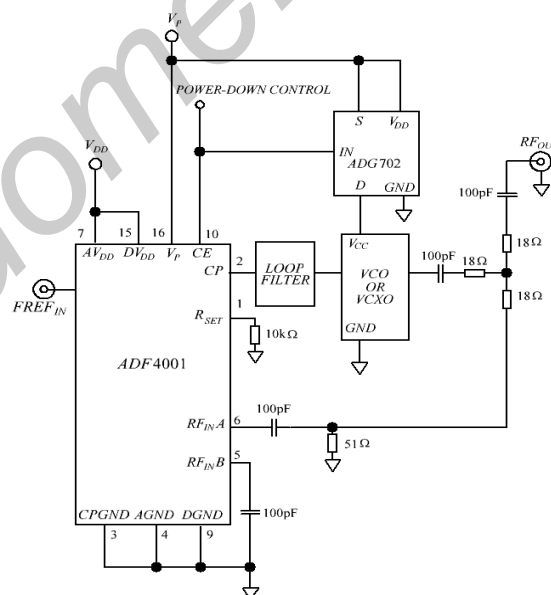 V_P
POWER-DOWN CONTROL
S V_DD
IN
ADG702
D GND
RF_OU
100pF
V_DD
7 15 16 10
AV_DD DV_DD V_P CE
CP 2
LOOP
FILTER
V_CC
VCO
OR
VCXO
GND
100pF
18Ω
18Ω
18Ω
FREF_IN
1
R_SET
10kΩ
ADF4001
RF_IN A 6
100pF
51Ω
RF_IN B 5
100pF
CPGND AGND DGND
3 4 9